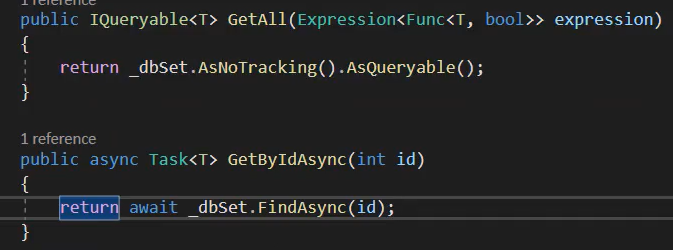 1 reference
public IQueryable<T> GetAll(Expression<Func<T, bool>> expression)
{
return _dbSet.AsNoTracking().AsQueryable();
}
1 reference
public async Task<T> GetByIdAsync(int id)
{
return await _dbSet.FindAsync(id);
}